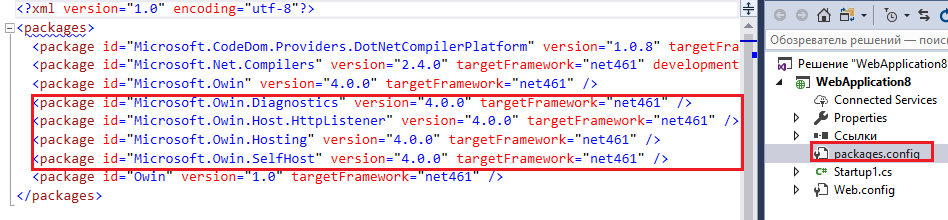 <?xml version="1.0" encoding="utf-8"?>
<packages>
<package id="Microsoft.CodeDom.Providers.DotNetCompilerPlatform" version="1.0.8" targetFra
<package id="Microsoft.Net.Compilers" version="2.4.0" targetFramework="net461" development
<package id="Microsoft.Owin" version="4.0.0" targetFramework="net461" />
<package id="Microsoft.Owin.Diagnostics" version="4.0.0" targetFramework="net461" />
<package id="Microsoft.Owin.Host.HttpListener" version="4.0.0" targetFramework="net461" />
<package id="Microsoft.Owin.Hosting" version="4.0.0" targetFramework="net461" />
<package id="Microsoft.Owin.SelfHost" version="4.0.0" targetFramework="net461" />
<package id="Owin" version="1.0" targetFramework="net461" />
</packages>
Обозреватель решений — поиск
Решение "WebApplication8"
WebApplication8
Connected Services
Properties
Ссылки
packages.config
C# Startup1.cs
Web.config